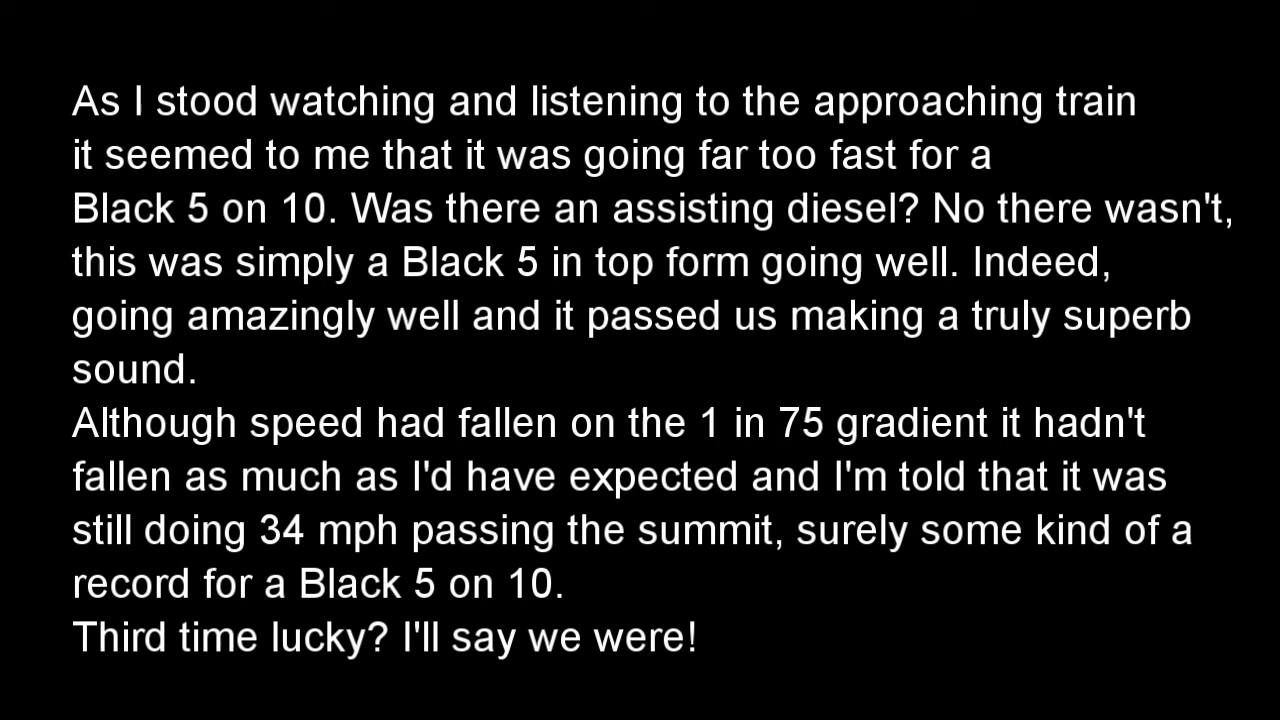 As I stood watching and listening to the approaching train
it seemed to me that it was going far too fast for a
Black 5 on 10. Was there an assisting diesel? No there wasn't,
this was simply a Black 5 in top form going well. Indeed,
going amazingly well and it passed us making a truly superb
sound.
Although speed had fallen on the 1 in 75 gradient it hadn't
fallen as much as I'd have expected and I'm told that it was
still doing 34 mph passing the summit, surely some kind of a
record for a Black 5 on 10.
Third time lucky? I'll say we were!